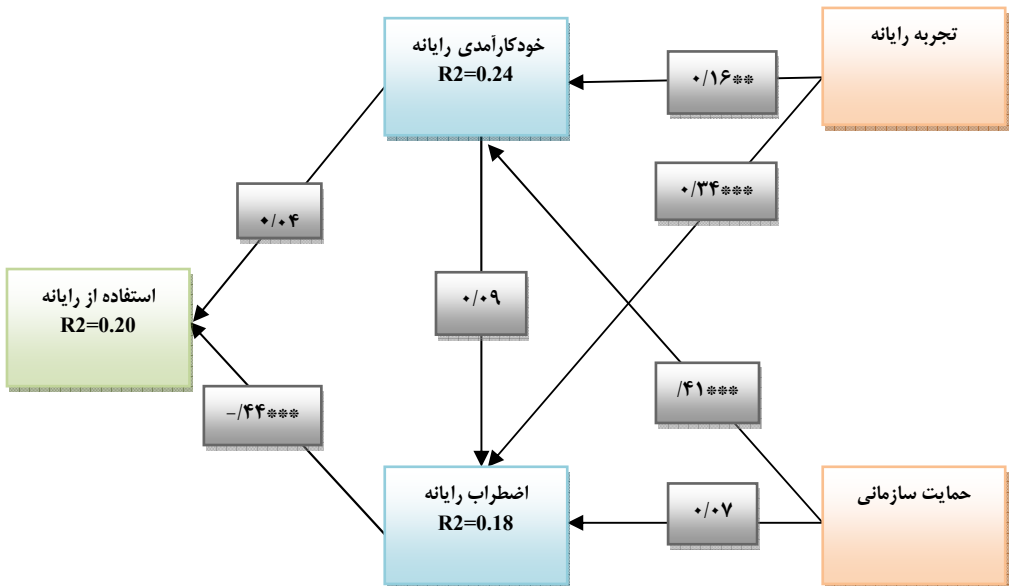 تجربه رایانه
خودکارآمدی رایانه
R2=0.24
۰/۱۶**
۰/۳۴***
۰/۰۴
استفاده از رایانه
R2=0.20
۰/۰۹
/۴۱***
-/۴۴***
حمایت سازمانی
۰/۰۷
اضطراب رایانه
R2=0.18